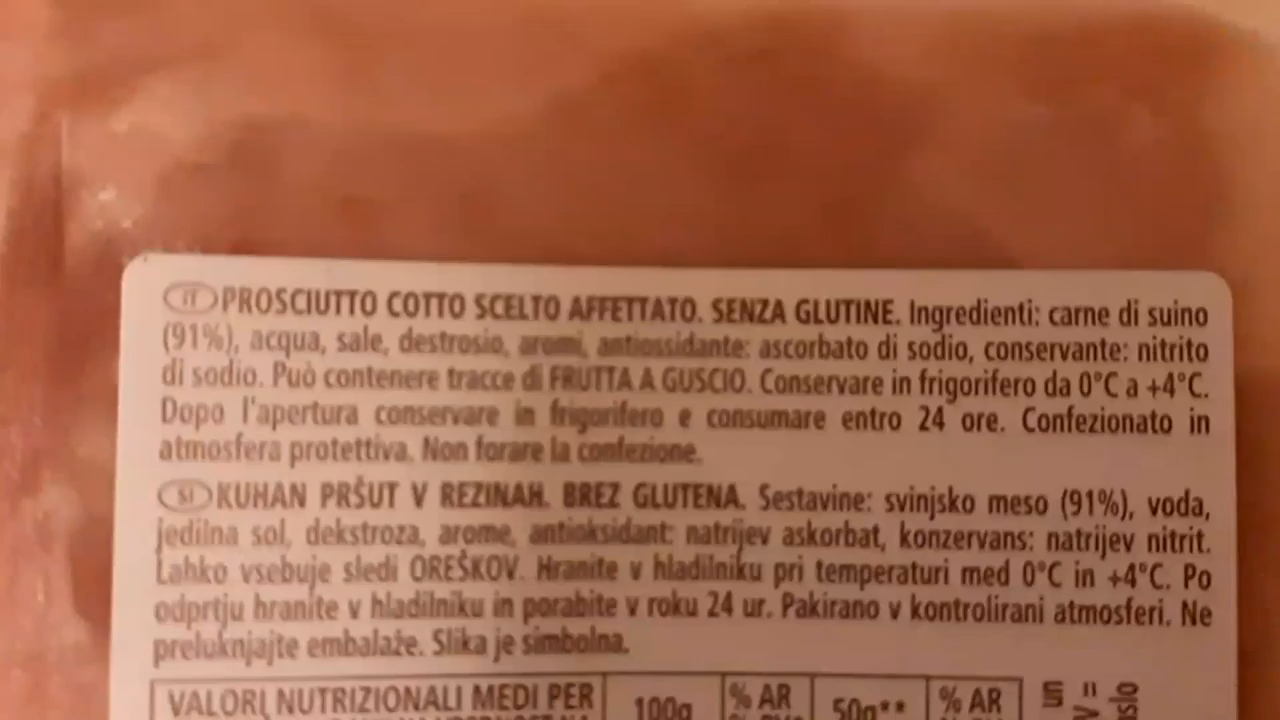 IT PROSCIUTTO COTTO SCELTO AFFETTATO. SENZA GLUTINE. Ingredienti: carne di suino
(91%), acqua, sale, destrosio, aromi, antiossidante: ascorbato di sodio, conservante: nitrito
di sodio. Può contenere tracce di FRUTTA A GUSCIO. Conservare in frigorifero da 0°C a +4°C.
Dopo l'apertura conservare in frigorifero e consumare entro 24 ore. Confezionato in
atmosfera protettiva. Non forare la confezione.
SI KUHAN PRŠUT V REZINAH. BREZ GLUTENA. Sestavine: svinjsko meso (91%), voda,
jedilna sol, dekstroza, arome, antioksidant: natrijev askorbat, konzervans: natrijev nitrit.
Lahko vsebuje sledi OREŠKOV. Hranite v hladilniku pri temperaturi med 0°C in +4°C. Po
odprtju hranite v hladilniku in porabite v roku 24 ur. Pakirano v kontrolirani atmosferi. Ne
preluknjajte embalaže. Slika je simbolna.
VALORI NUTRIZIONALI MEDI PER 100g % AR 50g** % AR